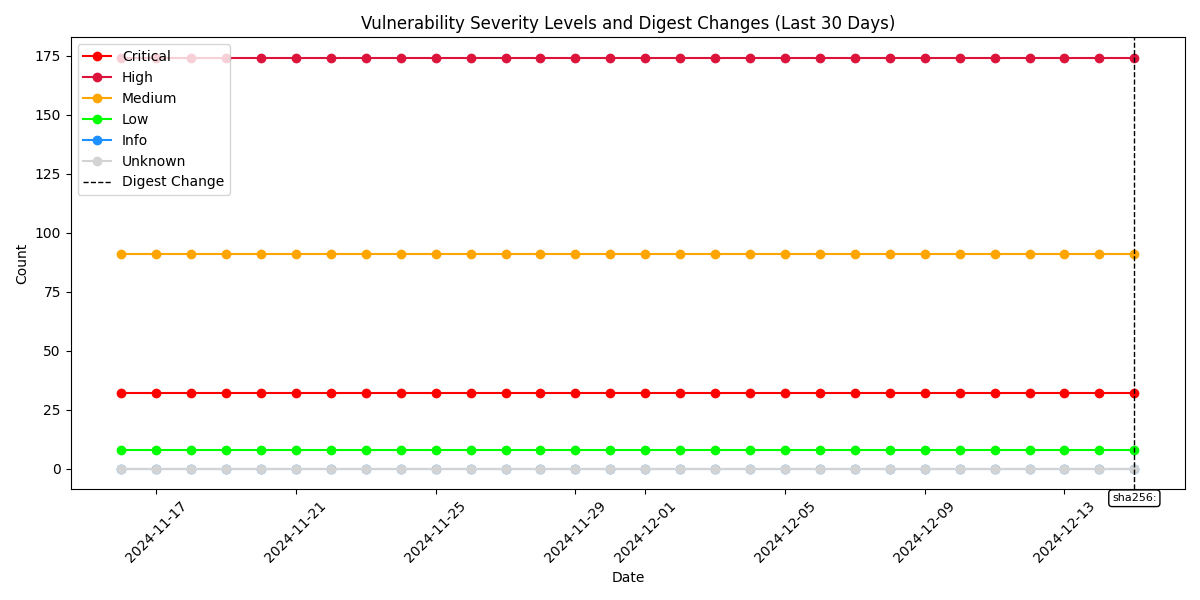 Vulnerability Severity Levels and Digest Changes (Last 30 Days)
Critical
High
Medium
Low
Info
Unknown
Digest Change
Count
175
150
125
100
75
50
25
0
sha256:
2024-11-17
2024-11-21
2024-11-25
2024-11-29
2024-12-01
2024-12-05
2024-12-09
2024-12-13
Date